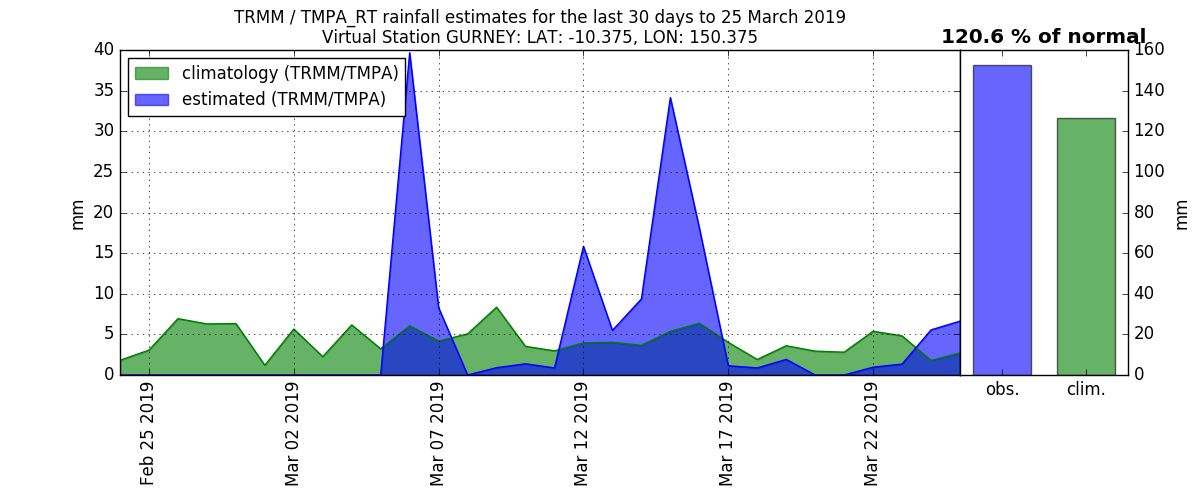 TRMM / TMPA_RT rainfall estimates for the last 30 days to 25 March 2019
Virtual Station GURNEY: LAT: -10.375, LON: 150.375
120.6 % of normal
climatology (TRMM/TMPA)
estimated (TRMM/TMPA)
40
35
30
25
20
15
10
5
0
mm
Feb 25 2019
Mar 02 2019
Mar 07 2019
Mar 12 2019
Mar 17 2019
Mar 22 2019
obs.
clim.
160
140
120
100
80
60
40
20
0
mm